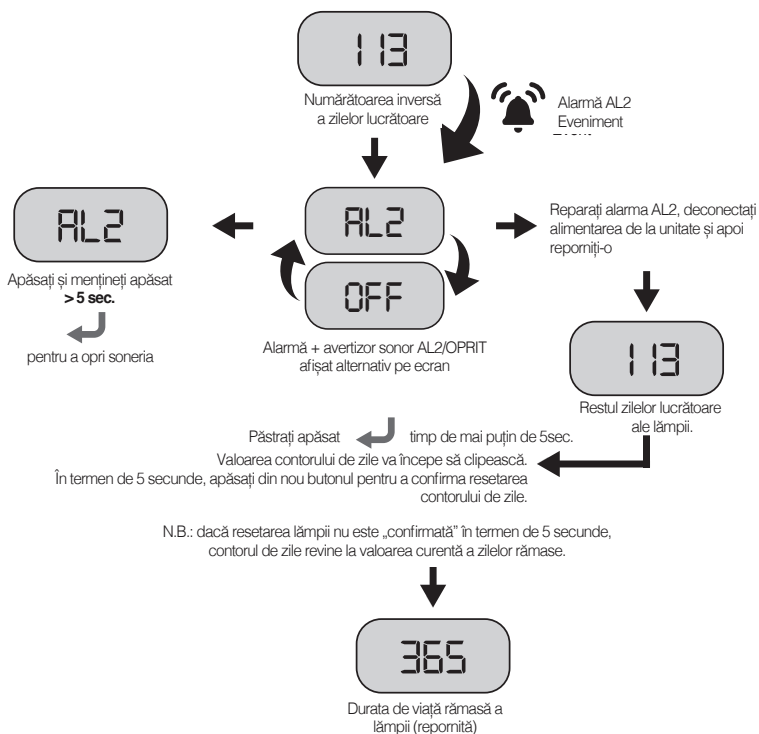 113
Numărătoarea inversă
a zilelor lucrătoare
Alarmă AL2
Eveniment
AL2
Apăsați și mențineți apăsat
> 5 sec.
pentru a opri soneria
AL2
OFF
Alarmă + avertizor sonor AL2/OPRIT
afișat alternativ pe ecran
Reparați alarma AL2, deconectați
alimentarea de la unitate și apoi
reporniți-o
113
Restul zilelor lucrătoare
ale lămpii.
Păstrați apăsat timp de mai puțin de 5sec.
Valoarea contorului de zile va începe să clipească.
În termen de 5 secunde, apăsați din nou butonul pentru a confirma resetarea
contorului de zile.
N.B.: dacă resetarea lămpii nu este „confirmată” în termen de 5 secunde,
contorul de zile revine la valoarea curentă a zilelor rămase.
365
Durata de viață rămasă a
lămpii (repornită)